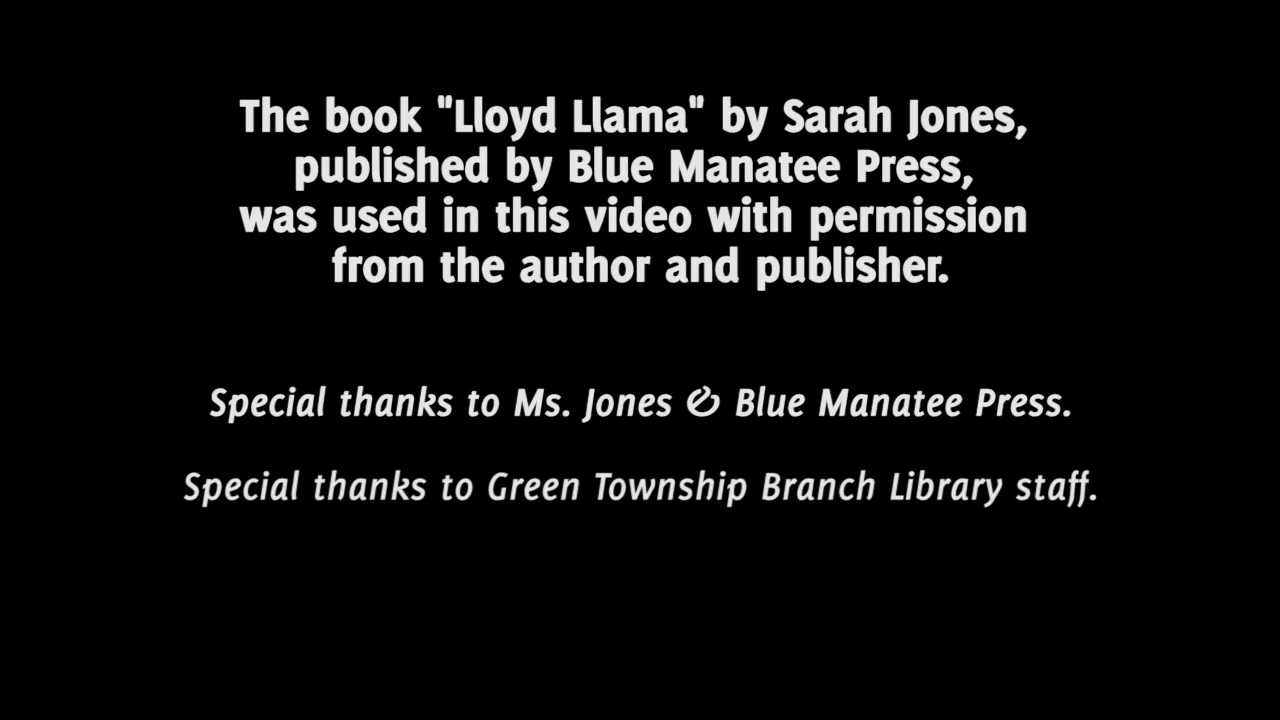 The book "Lloyd Llama" by Sarah Jones,
published by Blue Manatee Press,
was used in this video with permission
from the author and publisher.
Special thanks to Ms. Jones & Blue Manatee Press.
Special thanks to Green Township Branch Library staff.